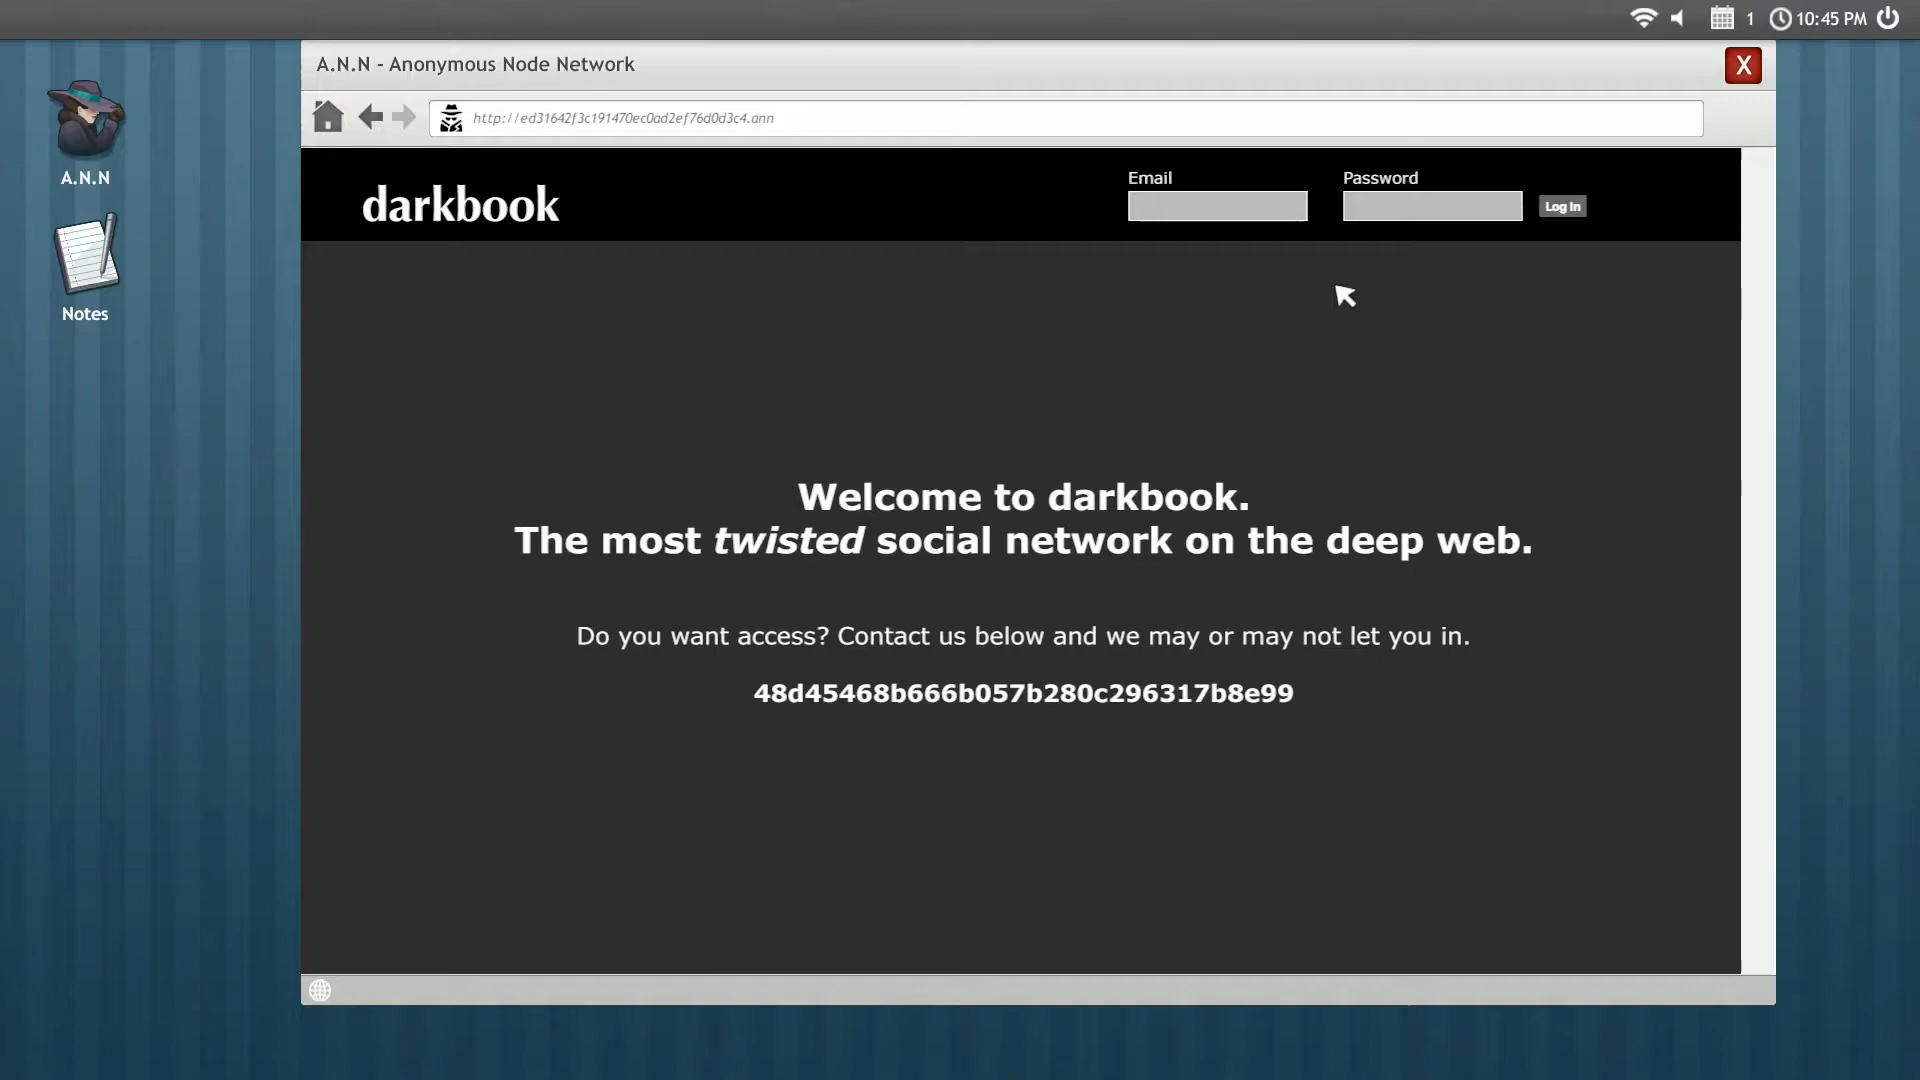 1 10:45 PM
A.N.N - Anonymous Node Network
X
http://ed31642f3c191470ec0ad2ef76d0d3c4.ann
A.N.N
Notes
darkbook
Email
Password
Log In
Welcome to darkbook.
The most twisted social network on the deep web.
Do you want access? Contact us below and we may or may not let you in.
48d45468b666b057b280c296317b8e99